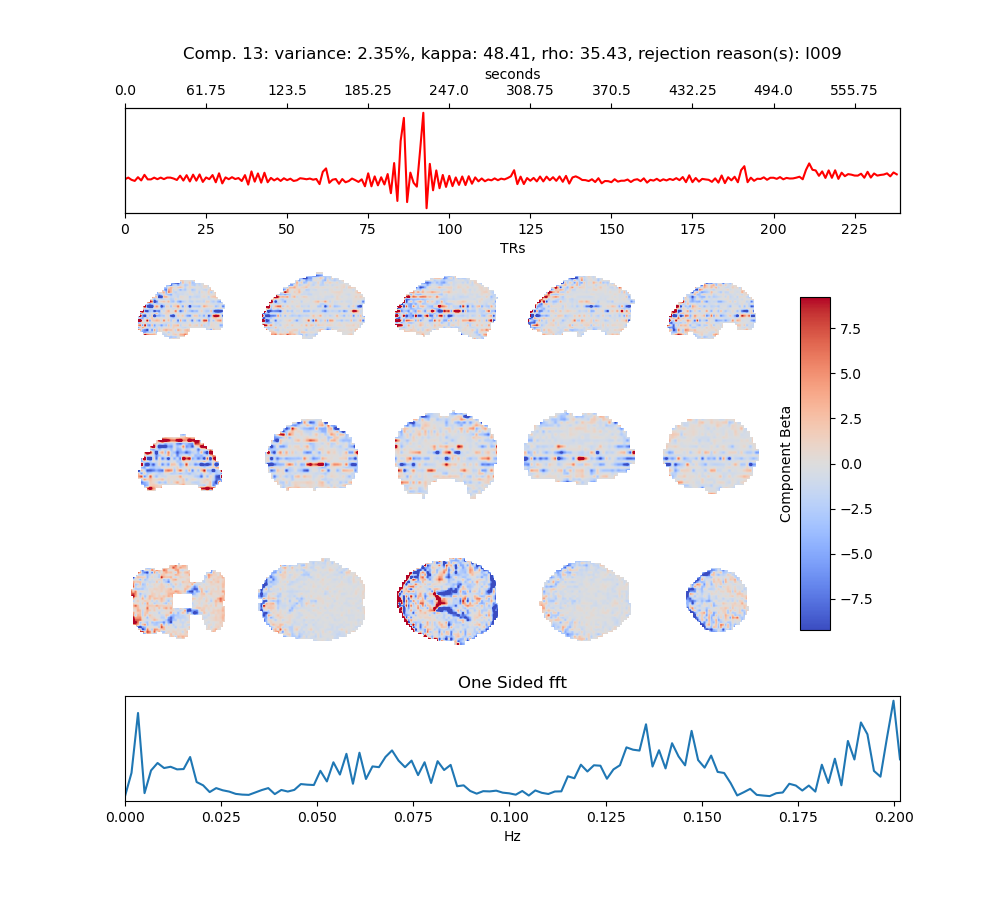 Comp. 13: variance: 2.35%, kappa: 48.41, rho: 35.43, rejection reason(s): I009
seconds
0.0 61.75 123.5 185.25 247.0 308.75 370.5 432.25 494.0 555.75
0 25 50 75 100 125 150 175 200 225
TRs
7.5
5.0
2.5
0.0
−2.5
−5.0
−7.5
Component Beta
One Sided fft
0.000 0.025 0.050 0.075 0.100 0.125 0.150 0.175 0.200
Hz